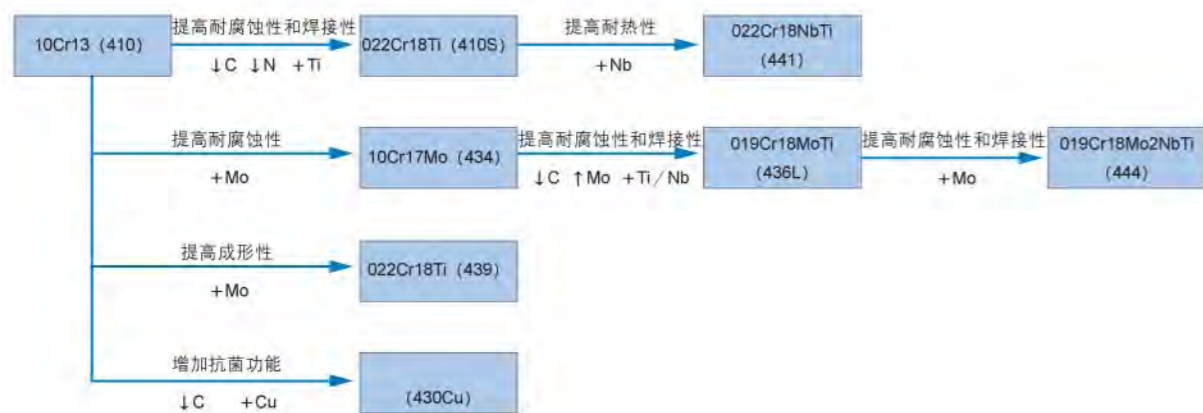 10Cr13（410）
提高耐腐蚀性和焊接性
↓C ↓N +Ti
022Cr18Ti（410S）
提高耐热性
+Nb
022Cr18NbTi
（441）
提高耐腐蚀性
+Mo
10Cr17Mo（434）
提高耐腐蚀性和焊接性
↓C ↑Mo +Ti/Nb
019Cr18MoTi
（436L）
提高耐腐蚀性和焊接性
+Mo
019Cr18Mo2NbTi
（444）
提高成形性
+Mo
022Cr18Ti（439）
增加抗菌功能
↓C +Cu
（430Cu）